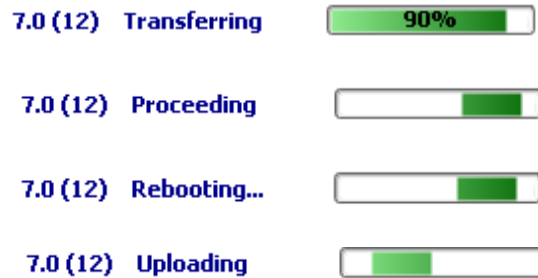 7.0 (12) Transferring 90%
7.0 (12) Proceeding
7.0 (12) Rebooting...
7.0 (12) Uploading